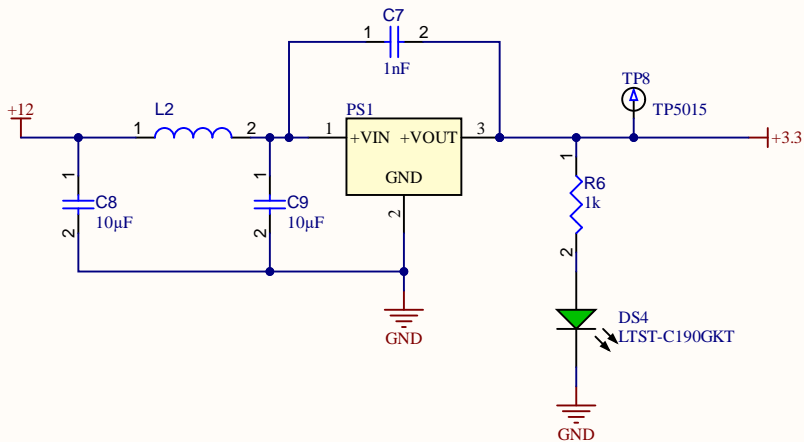 C7
1 2
1nF
TP8
TP5015
+12
L2
1 2
PS1
1 +VIN +VOUT 3
GND
2
+3.3
1
C8
10µF
2
1
C9
10µF
2
1
R6
1k
2
GND
DS4
LTST-C190GKT
GND